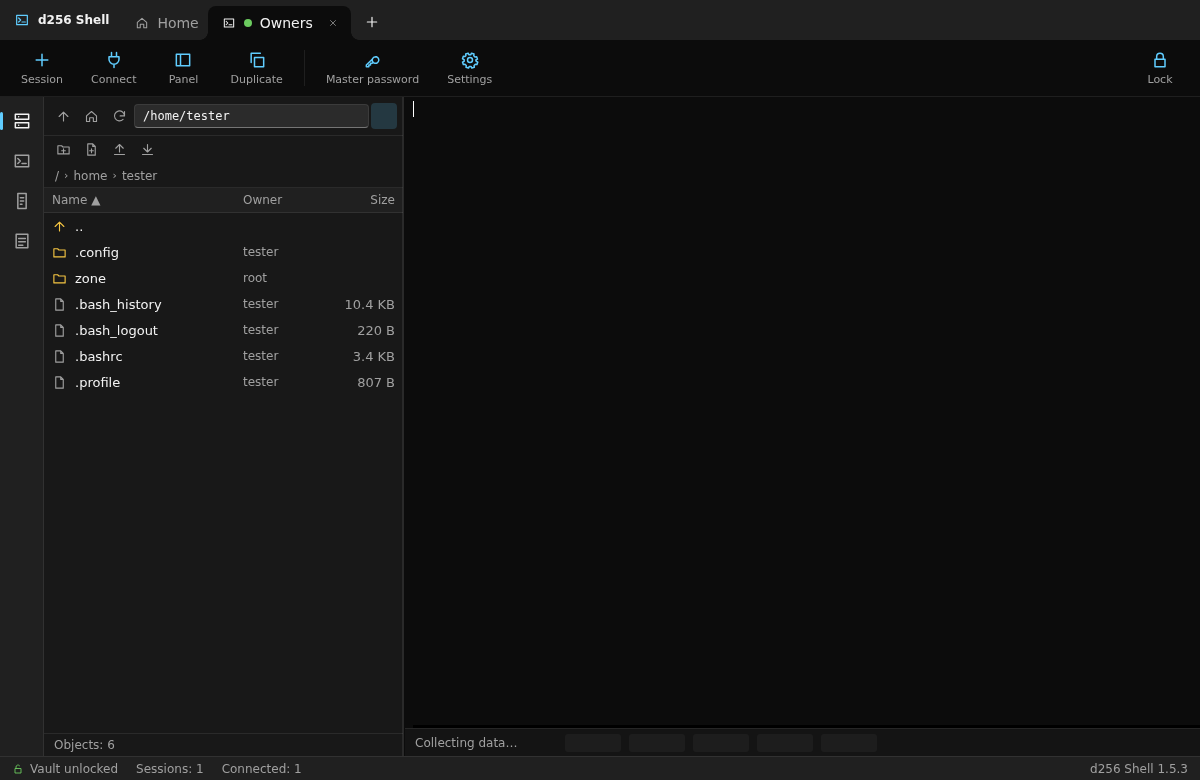 d256 Shell
Home
Owners
Session
Connect
Panel
Duplicate
Master password
Settings
Lock
/home/tester
/ › home › tester
Name ▲ Owner Size
..
.config tester
zone root
.bash_history tester 10.4 KB
.bash_logout tester 220 B
.bashrc tester 3.4 KB
.profile tester 807 B
Objects: 6
Collecting data…
Vault unlocked Sessions: 1 Connected: 1 d256 Shell 1.5.3